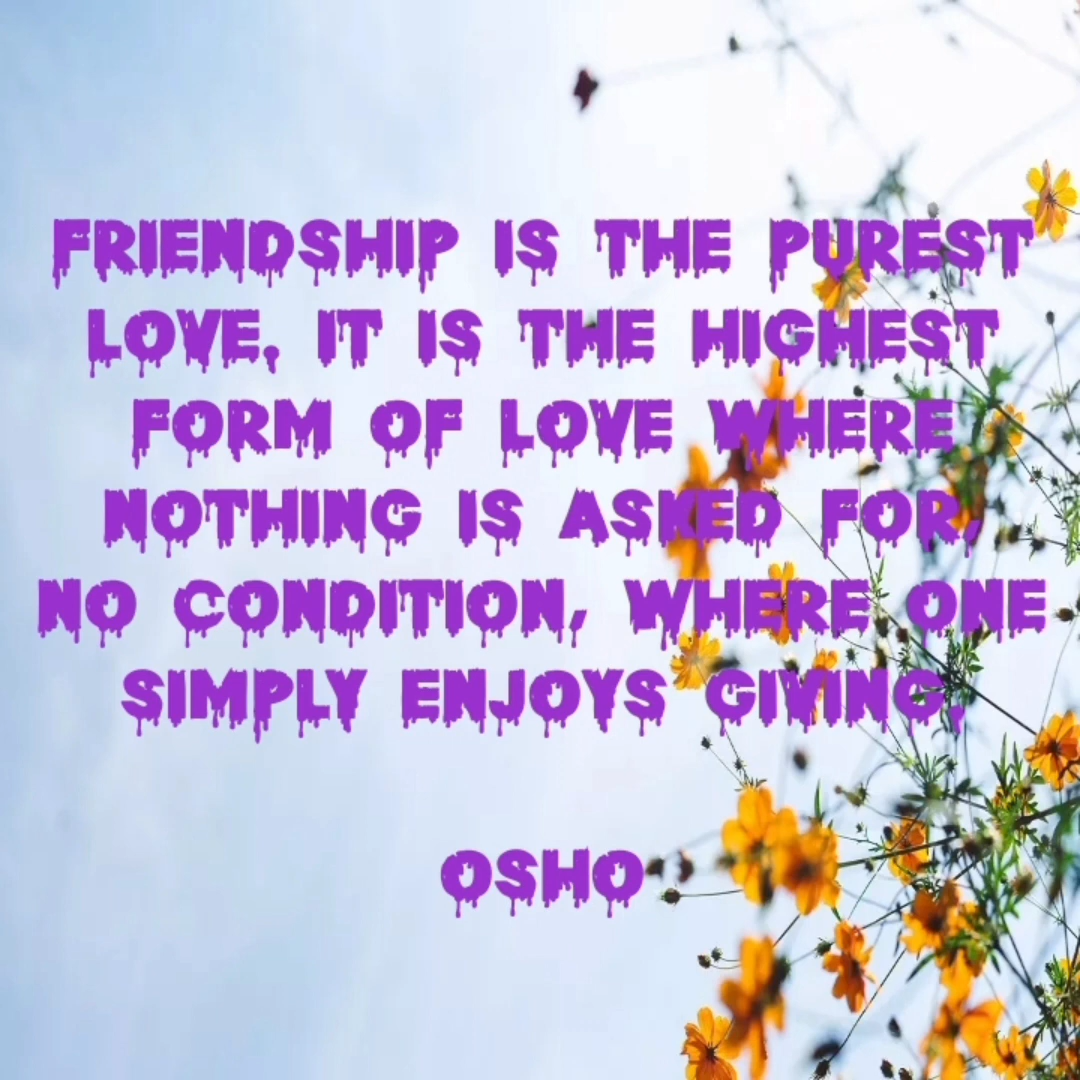 FRIENDSHIP IS THE PUREST
LOVE. IT IS THE HIGHEST
FORM OF LOVE WHERE
NOTHING IS ASKED FOR,
NO CONDITION, WHERE ONE
SIMPLY ENJOYS GIVING.
OSHO